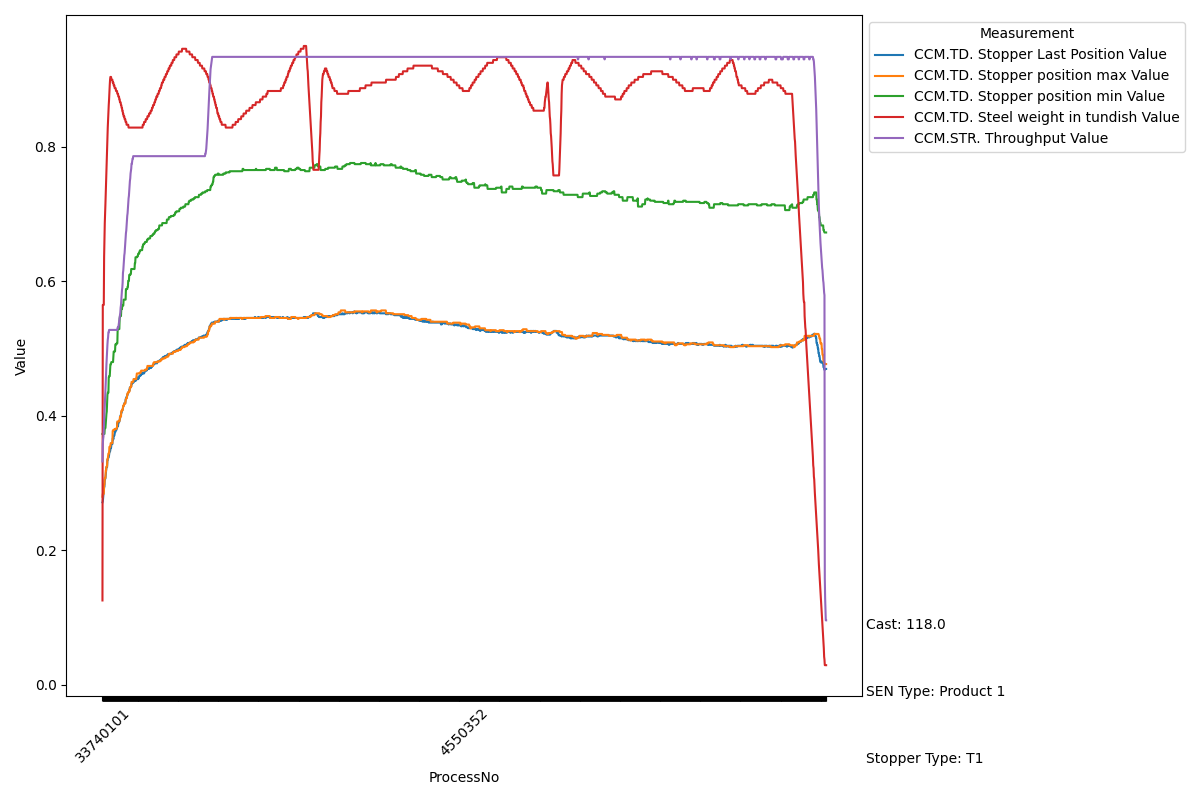 Measurement
CCM.TD. Stopper Last Position Value
CCM.TD. Stopper position max Value
CCM.TD. Stopper position min Value
CCM.TD. Steel weight in tundish Value
CCM.STR. Throughput Value
0.8
0.6
0.4
0.2
0.0
Value
33740101
4550352
ProcessNo
Cast: 118.0
SEN Type: Product 1
Stopper Type: T1